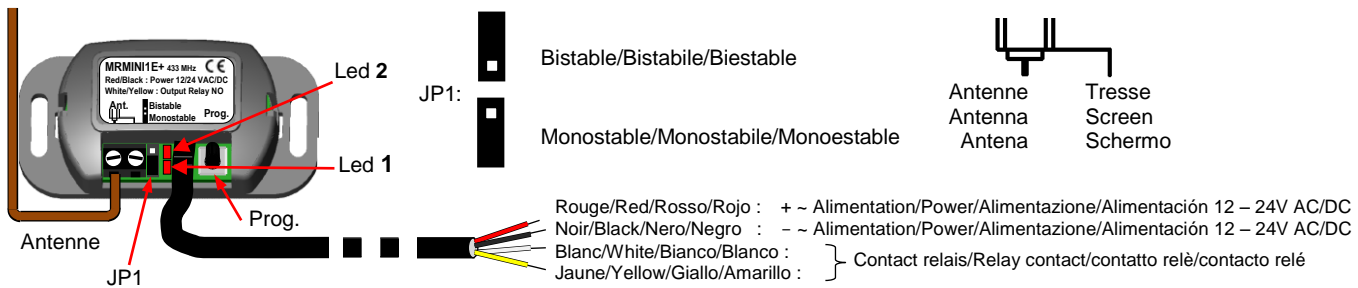 MRMINI1E+ 433 MHz CE
Red/Black : Power 12/24 VAC/DC
White/Yellow : Output Relay NO
Ant.
Bistable
Monostable
Prog.
Led 2
Led 1
Prog.
Antenne
JP1
JP1:
Bistable/Bistabile/Biestable
Monostable/Monostabile/Monoestable
Antenne Tresse
Antenna Screen
Antena Schermo
Rouge/Red/Rosso/Rojo : + ~ Alimentation/Power/Alimentazione/Alimentación 12 – 24V AC/DC
Noir/Black/Nero/Negro : – ~ Alimentation/Power/Alimentazione/Alimentación 12 – 24V AC/DC
Blanc/White/Bianco/Blanco :
Jaune/Yellow/Giallo/Amarillo :
Contact relais/Relay contact/contatto relè/contacto relé